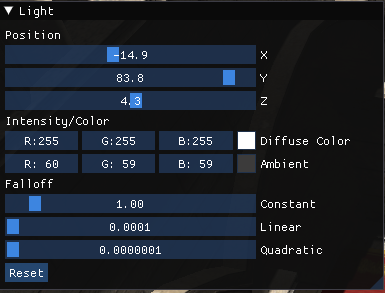 Light
Position
-14.9 X
83.8 Y
4.3 Z
Intensity/Color
R:255 G:255 B:255 Diffuse Color
R: 60 G: 59 B: 59 Ambient
Falloff
1.00 Constant
0.0001 Linear
0.0000001 Quadratic
Reset